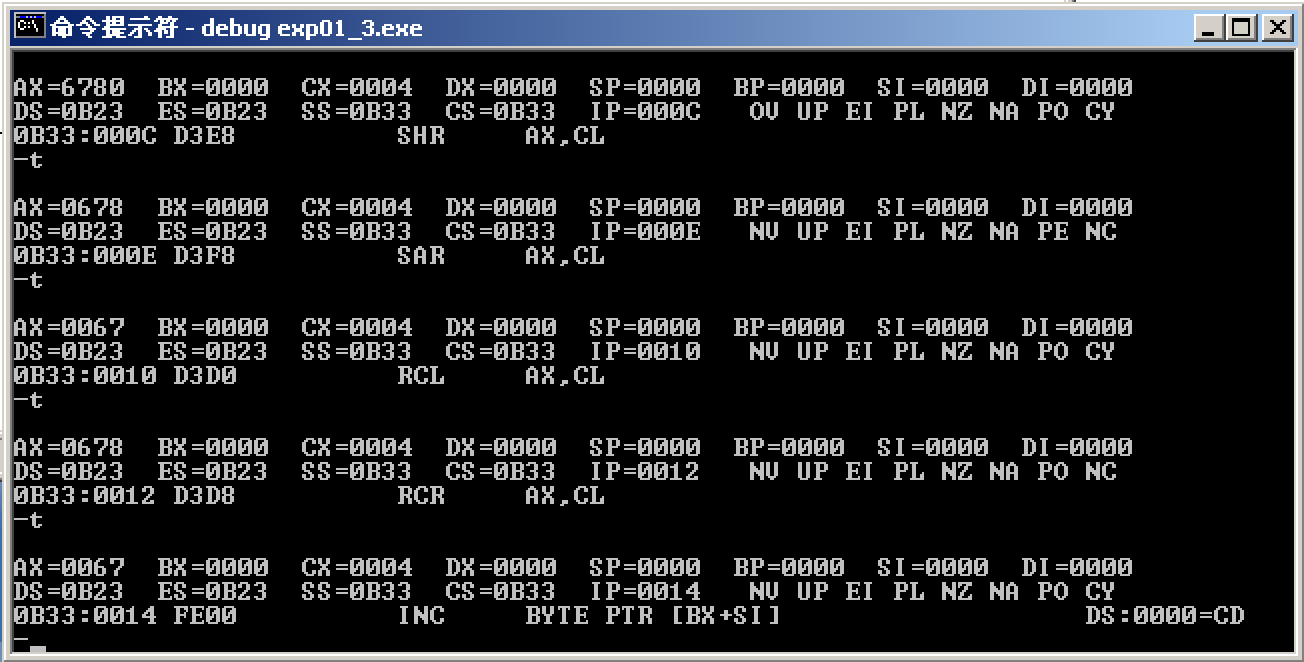 命令提示符 - debug exp01_3.exe
AX=6780  BX=0000  CX=0004  DX=0000  SP=0000  BP=0000  SI=0000  DI=0000
DS=0B23  ES=0B23  SS=0B33  CS=0B33  IP=000C   OV UP EI PL NZ NA PO CY
0B33:000C D3E8          SHR     AX,CL
-t
AX=0678  BX=0000  CX=0004  DX=0000  SP=0000  BP=0000  SI=0000  DI=0000
DS=0B23  ES=0B23  SS=0B33  CS=0B33  IP=000E   NV UP EI PL NZ NA PE NC
0B33:000E D3F8          SAR     AX,CL
-t
AX=0067  BX=0000  CX=0004  DX=0000  SP=0000  BP=0000  SI=0000  DI=0000
DS=0B23  ES=0B23  SS=0B33  CS=0B33  IP=0010   NV UP EI PL NZ NA PO CY
0B33:0010 D3D0          RCL     AX,CL
-t
AX=0678  BX=0000  CX=0004  DX=0000  SP=0000  BP=0000  SI=0000  DI=0000
DS=0B23  ES=0B23  SS=0B33  CS=0B33  IP=0012   NV UP EI PL NZ NA PO NC
0B33:0012 D3D8          RCR     AX,CL
-t
AX=0067  BX=0000  CX=0004  DX=0000  SP=0000  BP=0000  SI=0000  DI=0000
DS=0B23  ES=0B23  SS=0B33  CS=0B33  IP=0014   NV UP EI PL NZ NA PO CY
0B33:0014 FE00          INC     BYTE PTR [BX+SI]                   DS:0000=CD
-